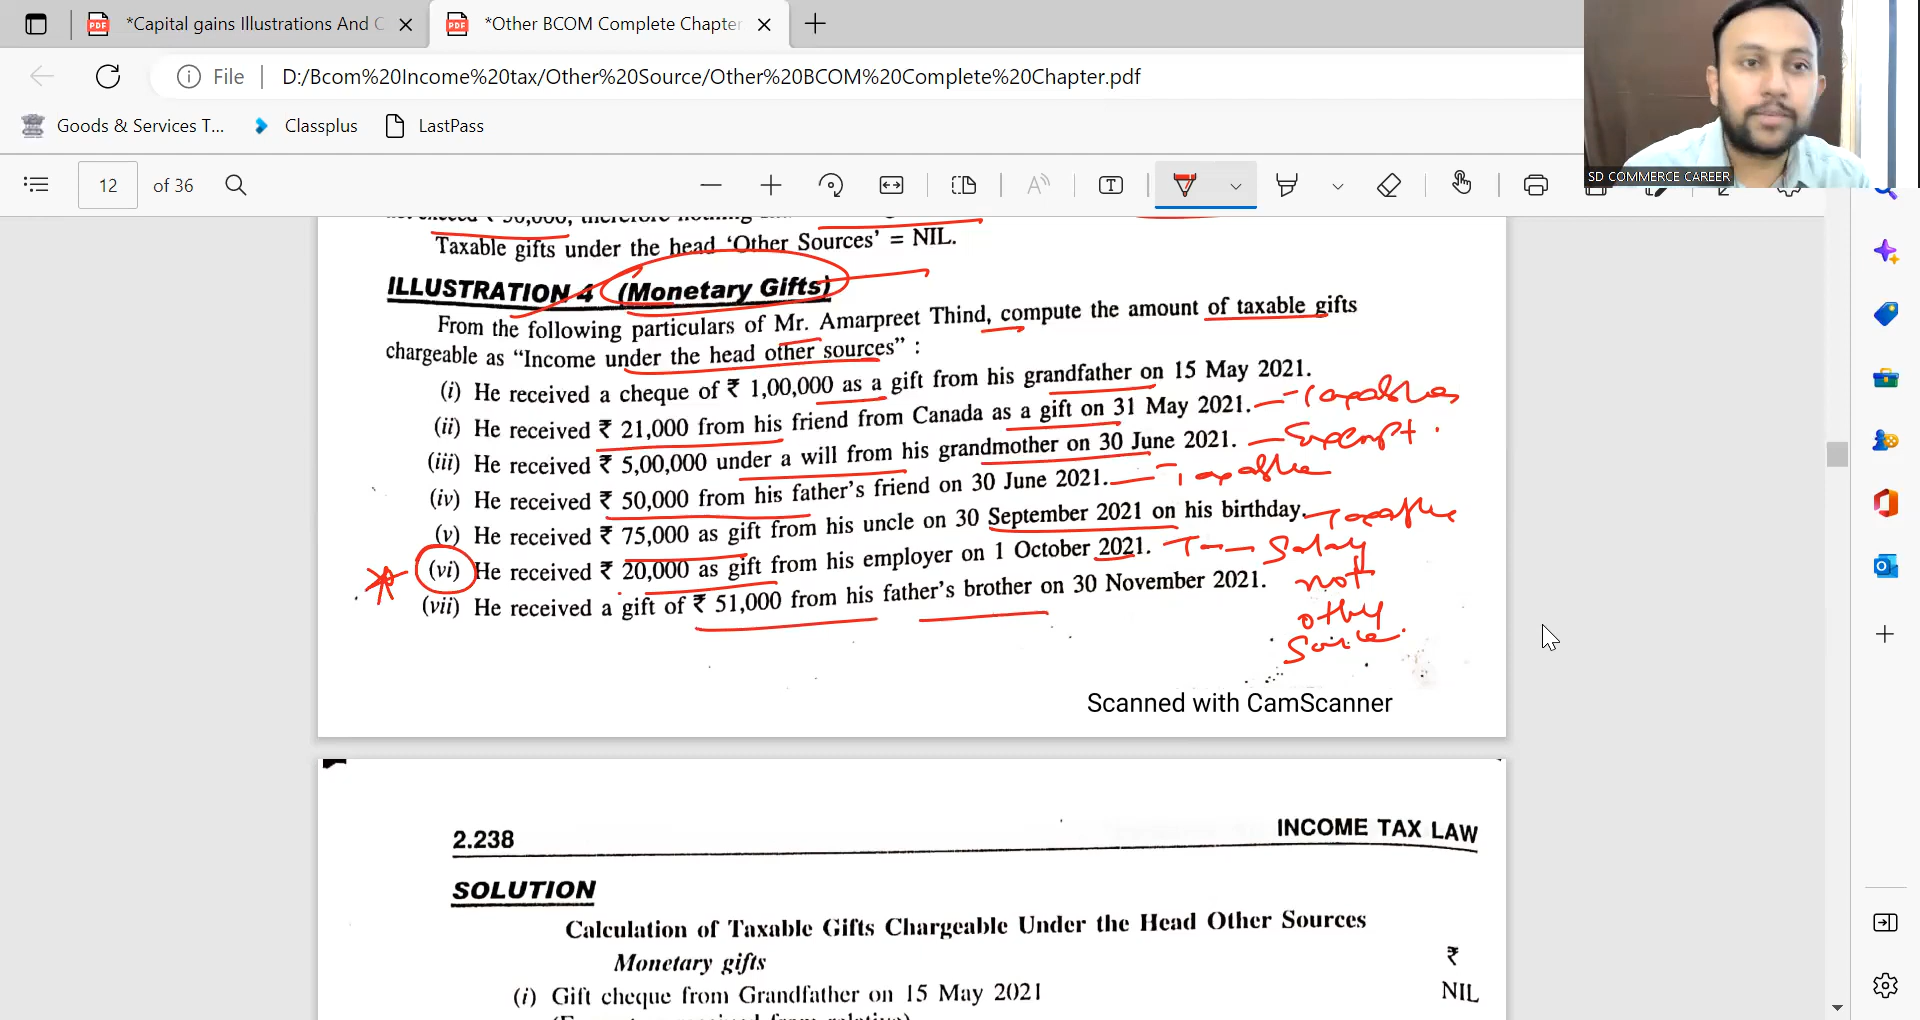 *Capital gains Illustrations And C
*Other BCOM Complete Chapter
File
D:/Bcom%20Income%20tax/Other%20Source/Other%20BCOM%20Complete%20Chapter.pdf
Goods & Services T...
Classplus
LastPass
12 of 36
SD COMMERCE CAREER
Taxable gifts under the head 'Other Sources' = NIL.
ILLUSTRATION 4 (Monetary Gifts)
From the following particulars of Mr. Amarpreet Thind, compute the amount of taxable gifts
chargeable as "Income under the head other sources" :
(i) He received a cheque of ₹ 1,00,000 as a gift from his grandfather on 15 May 2021.
(ii) He received ₹ 21,000 from his friend from Canada as a gift on 31 May 2021. - Taxable
(iii) He received ₹ 5,00,000 under a will from his grandmother on 30 June 2021. - Exempt.
(iv) He received ₹ 50,000 from his father's friend on 30 June 2021. - Taxable
(v) He received ₹ 75,000 as gift from his uncle on 30 September 2021 on his birthday. - Taxable
(vi) He received ₹ 20,000 as gift from his employer on 1 October 2021. Salary
not
(vii) He received a gift of ₹ 51,000 from his father's brother on 30 November 2021.
other
Source.
Scanned with CamScanner
2.238
INCOME TAX LAW
SOLUTION
Calculation of Taxable Gifts Chargeable Under the Head Other Sources
Monetary gifts
₹
(i) Gift cheque from Grandfather on 15 May 2021
NIL